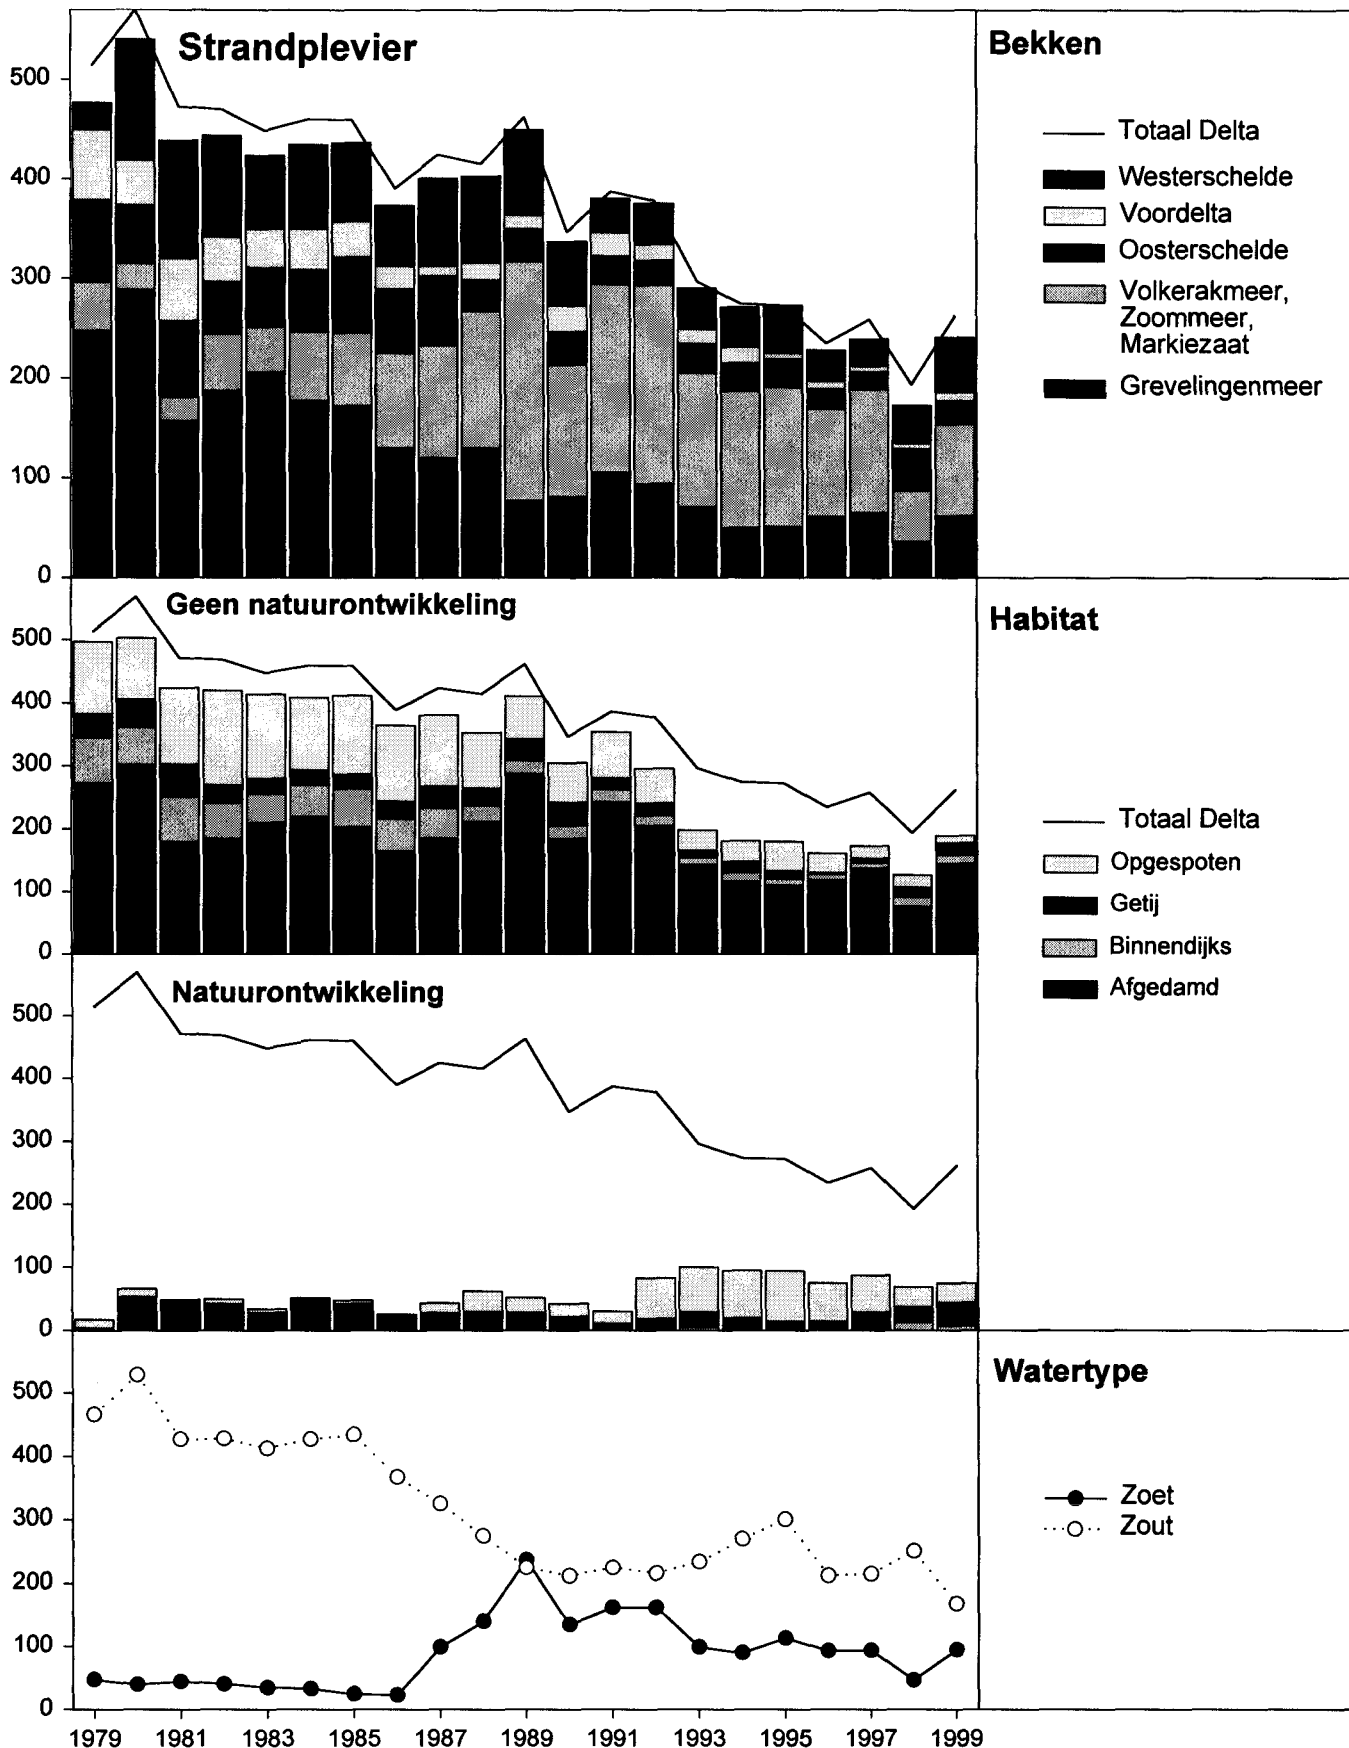 Strandplevier
Bekken
500
400
300
200
100
0
Totaal Delta
Westerschelde
Voordelta
Oosterschelde
Volkerakmeer,
Zoommeer,
Markiezaat
Grevelingenmeer
Geen natuurontwikkeling
Habitat
500
400
300
200
100
0
Totaal Delta
Opgespoten
Getij
Binnendijks
Afgedamd
Natuurontwikkeling
500
400
300
200
100
0
Watertype
500
400
300
200
100
0
Zoet
Zout
1979 1981 1983 1985 1987 1989 1991 1993 1995 1997 1999